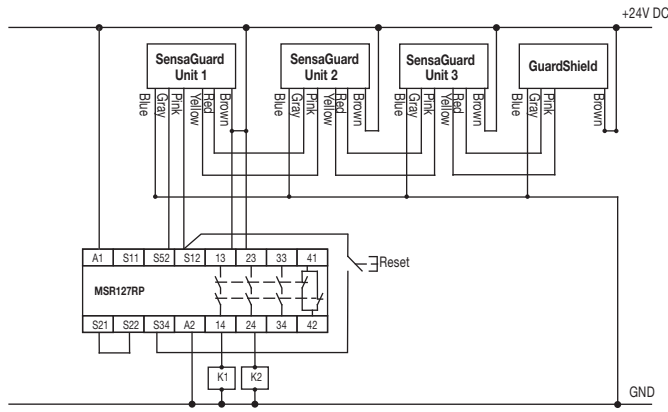 +24V DC
SensaGuard
Unit 1
SensaGuard
Unit 2
SensaGuard
Unit 3
GuardShield
Blue
Gray
Pink
Yellow
Red
Brown
Blue
Gray
Pink
Yellow
Red
Brown
Blue
Gray
Pink
Yellow
Red
Brown
Blue
Gray
Pink
Brown
A1 S11 S52 S12 13 23 33 41
Reset
MSR127RP
S21 S22 S34 A2 14 24 34 42
K1 K2
GND